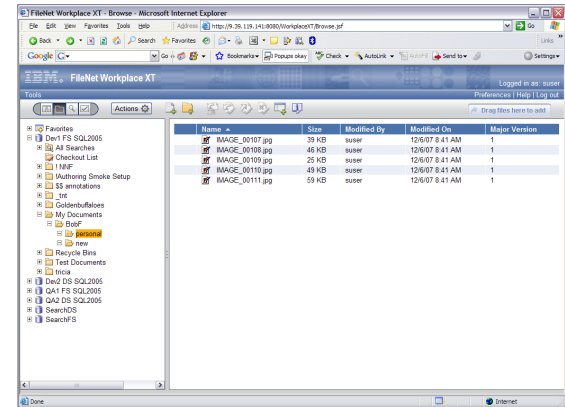 FileNet Workplace XT - Browse - Microsoft Internet Explorer
File Edit View Favorites Tools Help Address http://9.39.119.141:8080/WorkplaceXT/Browse.jsf Go
Back Search Favorites Links
Google G Go Bookmarks Popups okay Check AutoLink AutoFill Send to Settings
IBM. FileNet Workplace XT
Logged in as: suser
Tools Preferences | Help | Log out
Actions Drag files here to add
Favorites
Dev1 FS SQL2005
All Searches
Checkout List
! NNF
!Authoring Smoke Setup
$$ annotations
_tnt
Goldenbuffaloes
My Documents
BobF
personal
new
Recycle Bins
Test Documents
tricia
Dev2 DS SQL2005
QA1 FS SQL2005
QA2 DS SQL2005
SearchDS
SearchFS
Name Size Modified By Modified On Major Version
IMAGE_00107.jpg 39 KB suser 12/6/07 8:41 AM 1
IMAGE_00108.jpg 46 KB suser 12/6/07 8:41 AM 1
IMAGE_00109.jpg 25 KB suser 12/6/07 8:41 AM 1
IMAGE_00110.jpg 49 KB suser 12/6/07 8:41 AM 1
IMAGE_00111.jpg 59 KB suser 12/6/07 8:41 AM 1
Done Internet